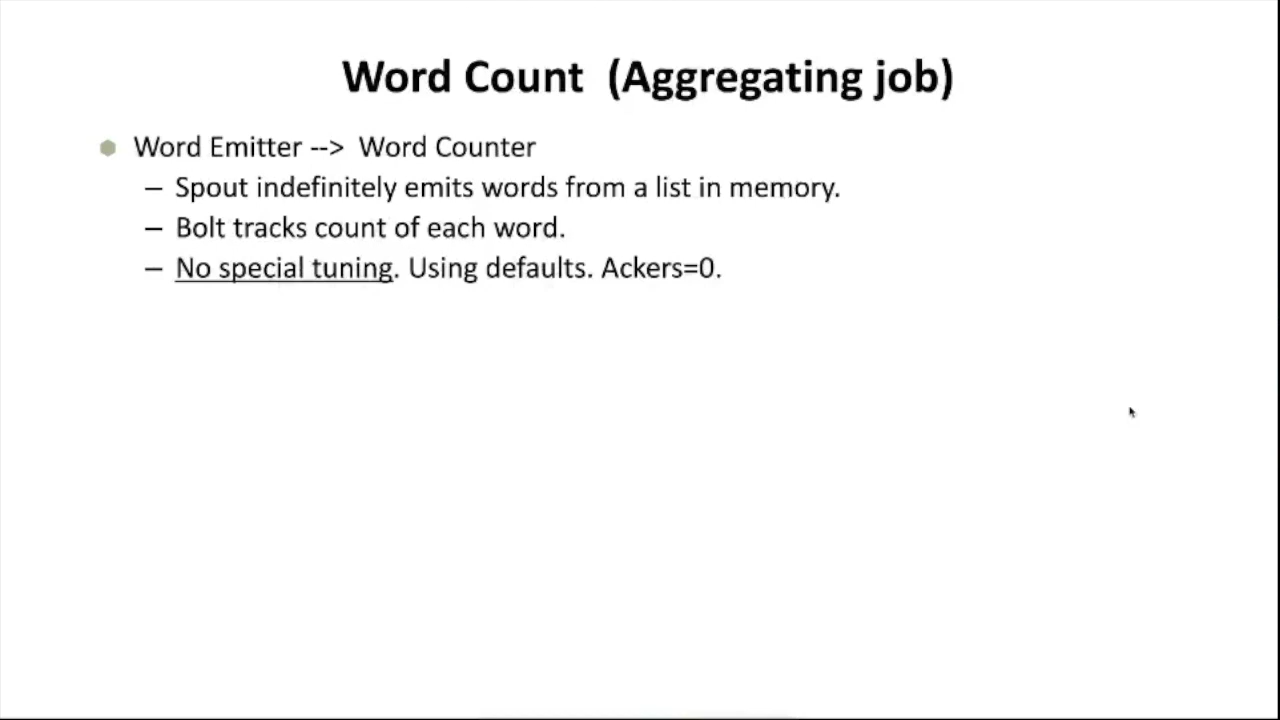 Word Count  (Aggregating job)
Word Emitter -->  Word Counter
– Spout indefinitely emits words from a list in memory.
– Bolt tracks count of each word.
– No special tuning. Using defaults. Ackers=0.